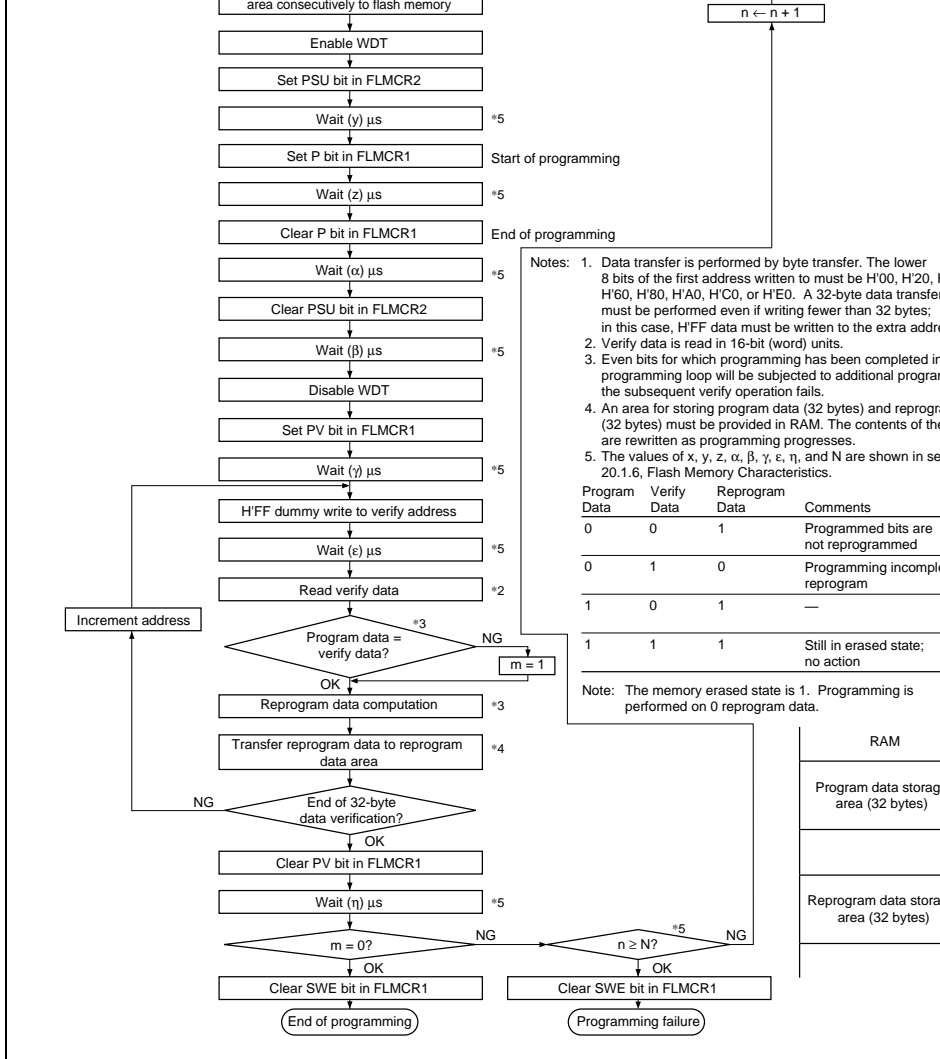 area consecutively to flash memory
n ← n + 1
Enable WDT
Set PSU bit in FLMCR2
Wait (y) μs
*5
Set P bit in FLMCR1
Start of programming
Wait (z) μs
*5
Clear P bit in FLMCR1
End of programming
Wait (α) μs
*5
Clear PSU bit in FLMCR2
Wait (β) μs
*5
Disable WDT
Set PV bit in FLMCR1
Wait (γ) μs
*5
H'FF dummy write to verify address
Wait (ε) μs
*5
Read verify data
*2
Increment address
Program data =
verify data?
*3
NG
m = 1
OK
Reprogram data computation
*3
Transfer reprogram data to reprogram
data area
*4
NG
End of 32-byte
data verification?
OK
Clear PV bit in FLMCR1
Wait (η) μs
*5
m = 0?
NG
OK
Clear SWE bit in FLMCR1
End of programming
n ≥ N?
*5
NG
OK
Clear SWE bit in FLMCR1
Programming failure
Notes: 1. Data transfer is performed by byte transfer. The lower
8 bits of the first address written to must be H'00, H'20,
H'60, H'80, H'A0, H'C0, or H'E0. A 32-byte data transfer
must be performed even if writing fewer than 32 bytes;
in this case, H'FF data must be written to the extra
2. Verify data is read in 16-bit (word) units.
3. Even bits for which programming has been completed in
programming loop will be subjected to additional
the subsequent verify operation fails.
4. An area for storing program data (32 bytes) and
(32 bytes) must be provided in RAM. The contents of
are rewritten as programming progresses.
5. The values of x, y, z, α, β, γ, ε, η, and N are shown in
20.1.6, Flash Memory Characteristics.
Program Verify Reprogram
Data Data Data Comments
0 0 1 Programmed bits are
not reprogrammed
0 1 0 Programming
reprogram
1 0 1 —
1 1 1 Still in erased state;
no action
Note: The memory erased state is 1. Programming is
performed on 0 reprogram data.
RAM
Program data
area (32 bytes)
Reprogram data
area (32 bytes)